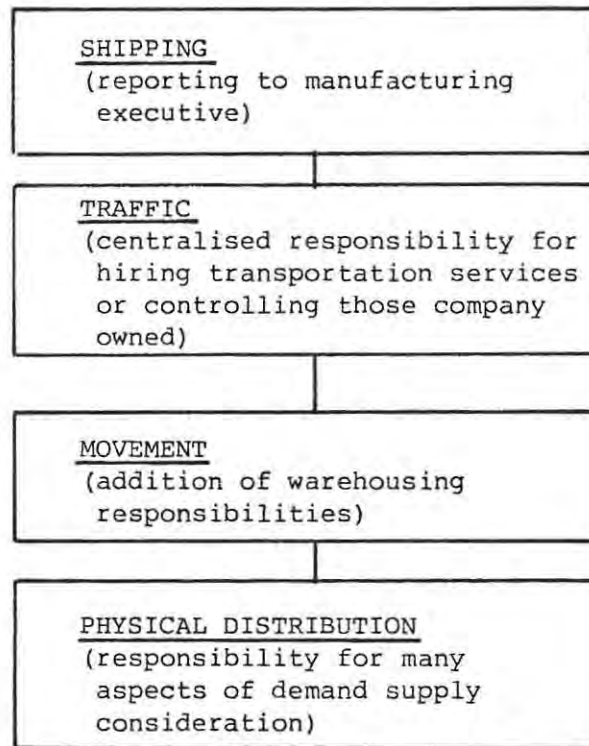 SHIPPING
(reporting to manufacturing
executive)
TRAFFIC
(centralised responsibility for
hiring transportation services
or controlling those company
owned)
MOVEMENT
(addition of warehousing
responsibilities)
PHYSICAL DISTRIBUTION
(responsibility for many
aspects of demand supply
consideration)